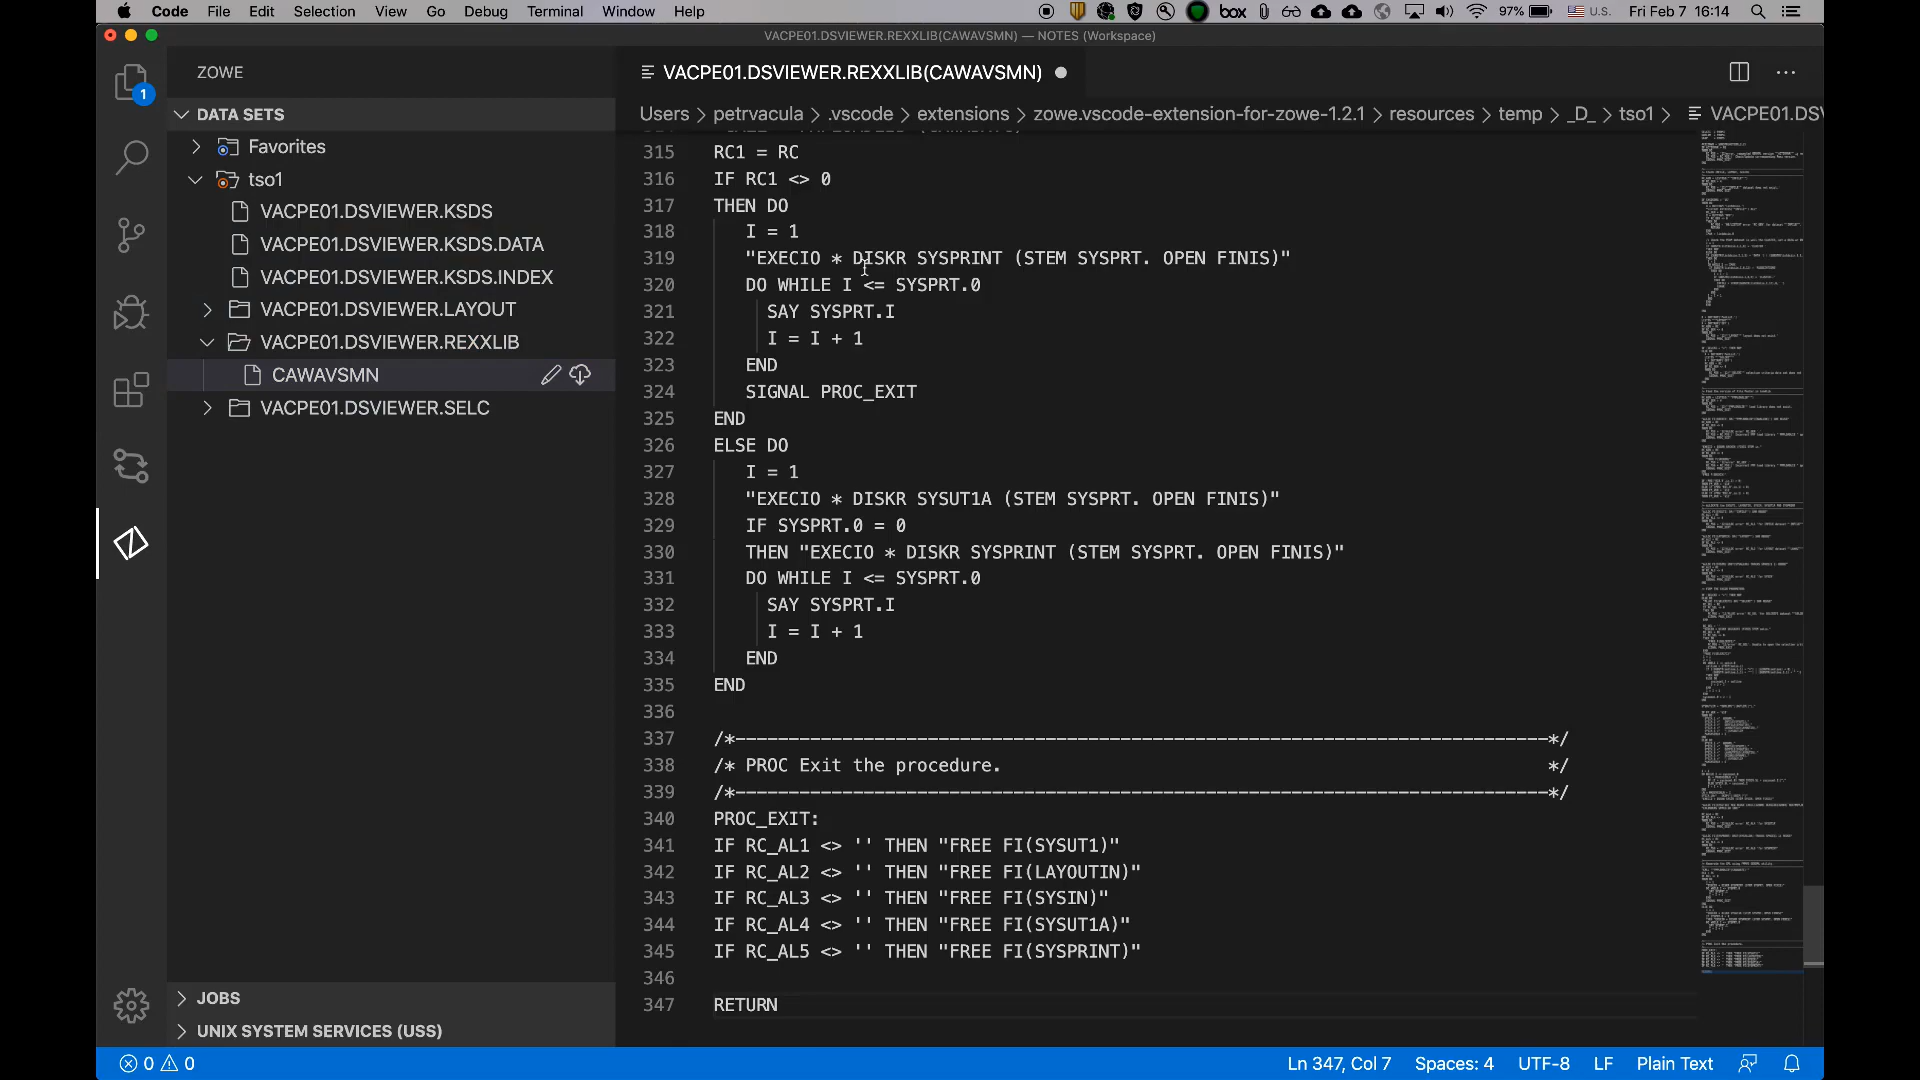 Code File Edit Selection View Go Debug Terminal Window Help box 97% U.S. Fri Feb 7 16:14
VACPE01.DSVIEWER.REXXLIB(CAWAVSMN) — NOTES (Workspace)
1
ZOWE
DATA SETS
Favorites
tso1
VACPE01.DSVIEWER.KSDS
VACPE01.DSVIEWER.KSDS.DATA
VACPE01.DSVIEWER.KSDS.INDEX
VACPE01.DSVIEWER.LAYOUT
VACPE01.DSVIEWER.REXXLIB
CAWAVSMN
VACPE01.DSVIEWER.SELC
JOBS
UNIX SYSTEM SERVICES (USS)
VACPE01.DSVIEWER.REXXLIB(CAWAVSMN)
Users > petrvacula > .vscode > extensions > zowe.vscode-extension-for-zowe-1.2.1 > resources > temp > _D_ > tso1 > VACPE01.DSV
315 RC1 = RC
316 IF RC1 <> 0
317 THEN DO
318 I = 1
319 "EXECIO * DISKR SYSPRINT (STEM SYSPRT. OPEN FINIS)"
320 DO WHILE I <= SYSPRT.0
321 SAY SYSPRT.I
322 I = I + 1
323 END
324 SIGNAL PROC_EXIT
325 END
326 ELSE DO
327 I = 1
328 "EXECIO * DISKR SYSUT1A (STEM SYSPRT. OPEN FINIS)"
329 IF SYSPRT.0 = 0
330 THEN "EXECIO * DISKR SYSPRINT (STEM SYSPRT. OPEN FINIS)"
331 DO WHILE I <= SYSPRT.0
332 SAY SYSPRT.I
333 I = I + 1
334 END
335 END
336
337 /*----------------------------------------------------------------------------*/
338 /* PROC Exit the procedure. */
339 /*----------------------------------------------------------------------------*/
340 PROC_EXIT:
341 IF RC_AL1 <> '' THEN "FREE FI(SYSUT1)"
342 IF RC_AL2 <> '' THEN "FREE FI(LAYOUTIN)"
343 IF RC_AL3 <> '' THEN "FREE FI(SYSIN)"
344 IF RC_AL4 <> '' THEN "FREE FI(SYSUT1A)"
345 IF RC_AL5 <> '' THEN "FREE FI(SYSPRINT)"
346
347 RETURN
0 0 Ln 347, Col 7 Spaces: 4 UTF-8 LF Plain Text